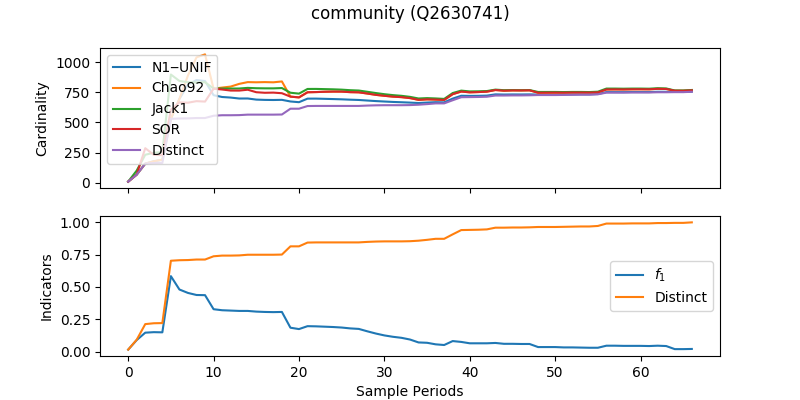 community (Q2630741)
Cardinality
1000
750
500
250
0
N1−UNIF
Chao92
Jack1
SOR
Distinct
Indicators
1.00
0.75
0.50
0.25
0.00
f1
Distinct
0 10 20 30 40 50 60
Sample Periods